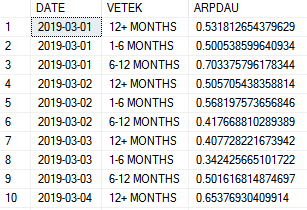 DATE VETEK ARPDAU
1 2019-03-01 12+ MONTHS 0.531812654379629
2 2019-03-01 1-6 MONTHS 0.500538599640934
3 2019-03-01 6-12 MONTHS 0.703375796178344
4 2019-03-02 12+ MONTHS 0.505705438358814
5 2019-03-02 1-6 MONTHS 0.568197573656846
6 2019-03-02 6-12 MONTHS 0.417668810289389
7 2019-03-03 12+ MONTHS 0.407728221673942
8 2019-03-03 1-6 MONTHS 0.342425665101722
9 2019-03-03 6-12 MONTHS 0.501616814874697
10 2019-03-04 12+ MONTHS 0.65376930409914